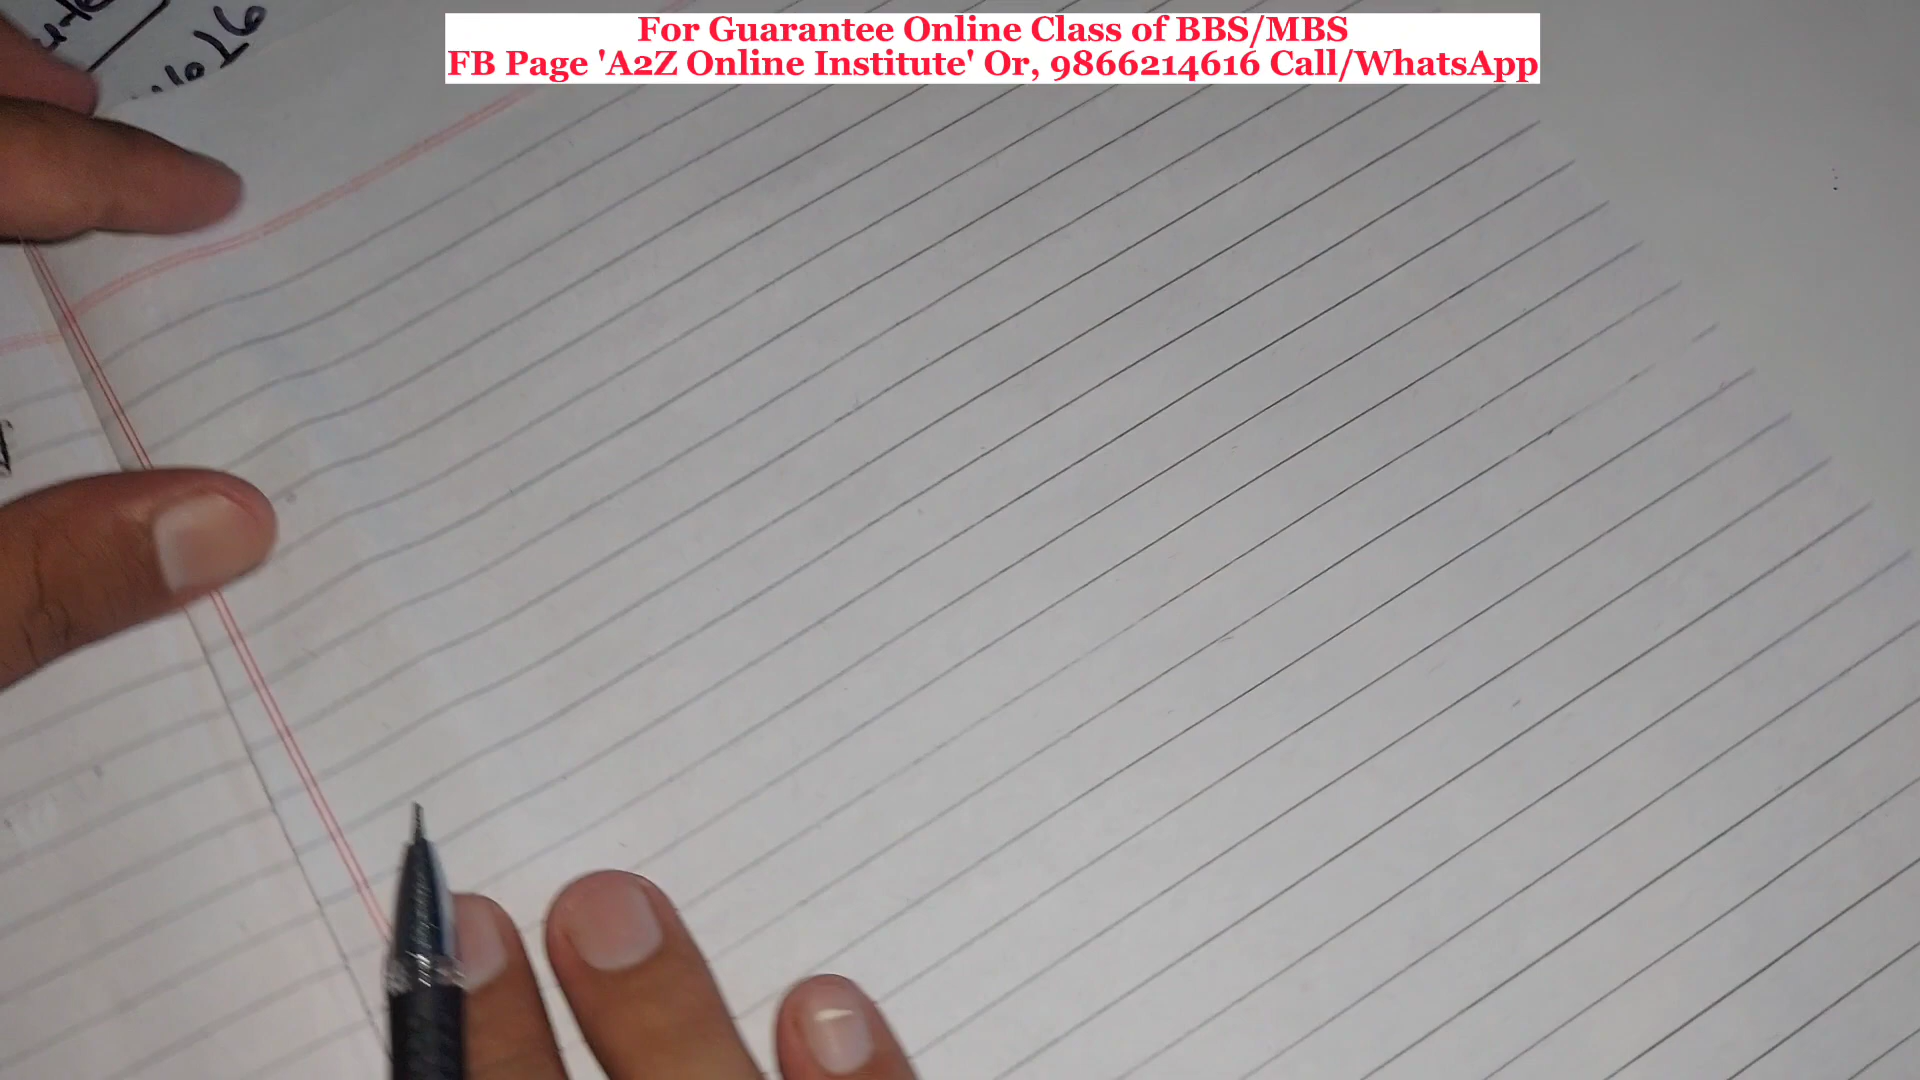 For Guarantee Online Class of BBS/MBS
FB Page 'A2Z Online Institute' Or, 9866214616 Call/WhatsApp